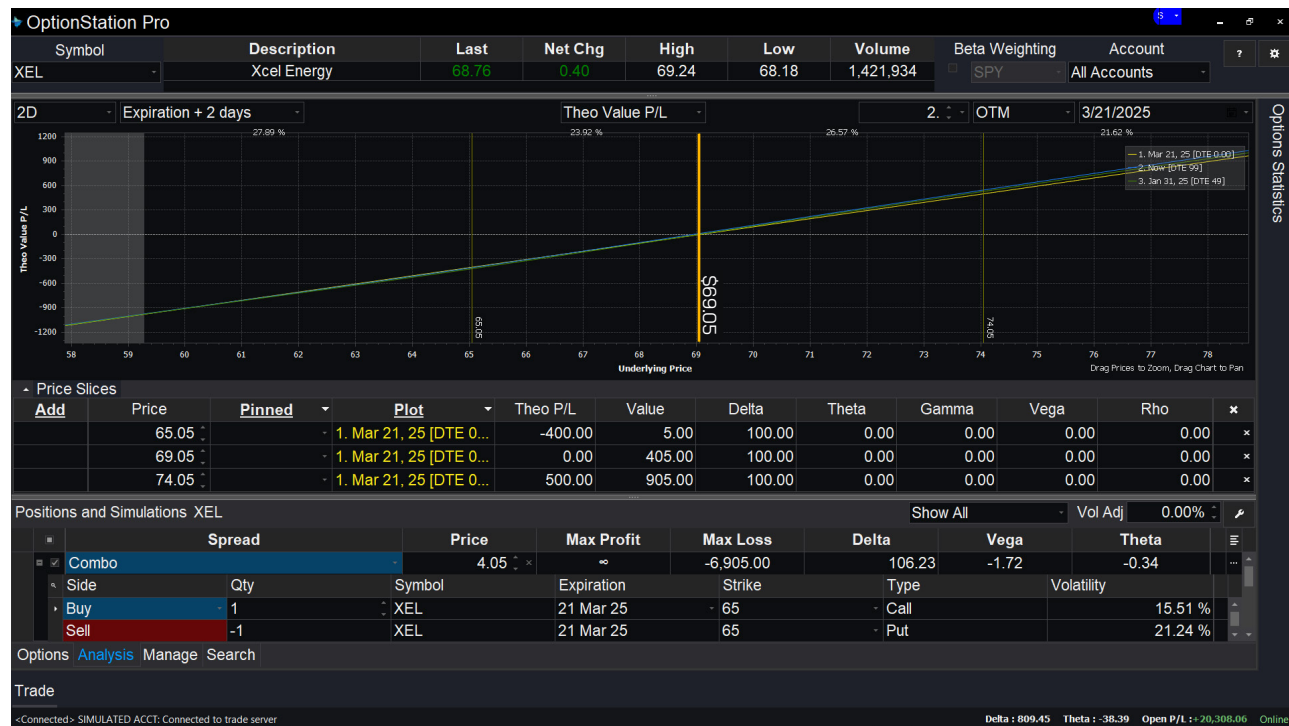 OptionStation Pro
S
Symbol Description Last Net Chg High Low Volume Beta Weighting Account
XEL Xcel Energy 68.76 0.40 69.24 68.18 1,421,934 SPY All Accounts ?
2D Expiration + 2 days Theo Value P/L 2. OTM 3/21/2025
Options Statistics
27.89 % 23.92 % 26.57 % 21.62 %
1. Mar 21, 25 [DTE 0.00]
2. Now [DTE 99]
3. Jan 31, 25 [DTE 49]
Theo Value P/L
1200
900
600
300
0
-300
-600
-900
-1200
65.05
$69.05
74.05
58 59 60 61 62 63 64 65 66 67 68 69 70 71 72 73 74 75 76 77 78
Underlying Price
Drag Prices to Zoom, Drag Chart to Pan
Price Slices
Add Price Pinned Plot Theo P/L Value Delta Theta Gamma Vega Rho
65.05 1. Mar 21, 25 [DTE 0... -400.00 5.00 100.00 0.00 0.00 0.00 0.00
69.05 1. Mar 21, 25 [DTE 0... 0.00 405.00 100.00 0.00 0.00 0.00 0.00
74.05 1. Mar 21, 25 [DTE 0... 500.00 905.00 100.00 0.00 0.00 0.00 0.00
Positions and Simulations XEL Show All Vol Adj 0.00%
Spread Price Max Profit Max Loss Delta Vega Theta
Combo 4.05 ∞ -6,905.00 106.23 -1.72 -0.34 ...
Side Qty Symbol Expiration Strike Type Volatility
Buy 1 XEL 21 Mar 25 65 Call 15.51 %
Sell -1 XEL 21 Mar 25 65 Put 21.24 %
Options Analysis Manage Search
Trade
<Connected> SIMULATED ACCT: Connected to trade server Delta : 809.45 Theta : -38.39 Open P/L :+20,308.06 Online